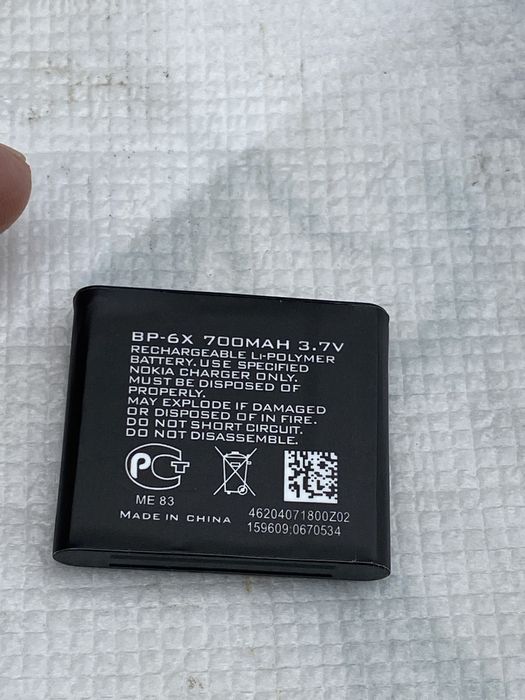 BP-6X 700MAH 3.7V
RECHARGEABLE LI-POLYMER
BATTERY. USE SPECIFIED
NOKIA CHARGER ONLY.
MUST BE DISPOSED OF
PROPERLY.
MAY EXPLODE IF DAMAGED
OR DISPOSED OF IN FIRE.
DO NOT SHORT CIRCUIT.
DO NOT DISASSEMBLE.
РСТ
ME 83
MADE IN CHINA
46204071800Z02
159609;0670534